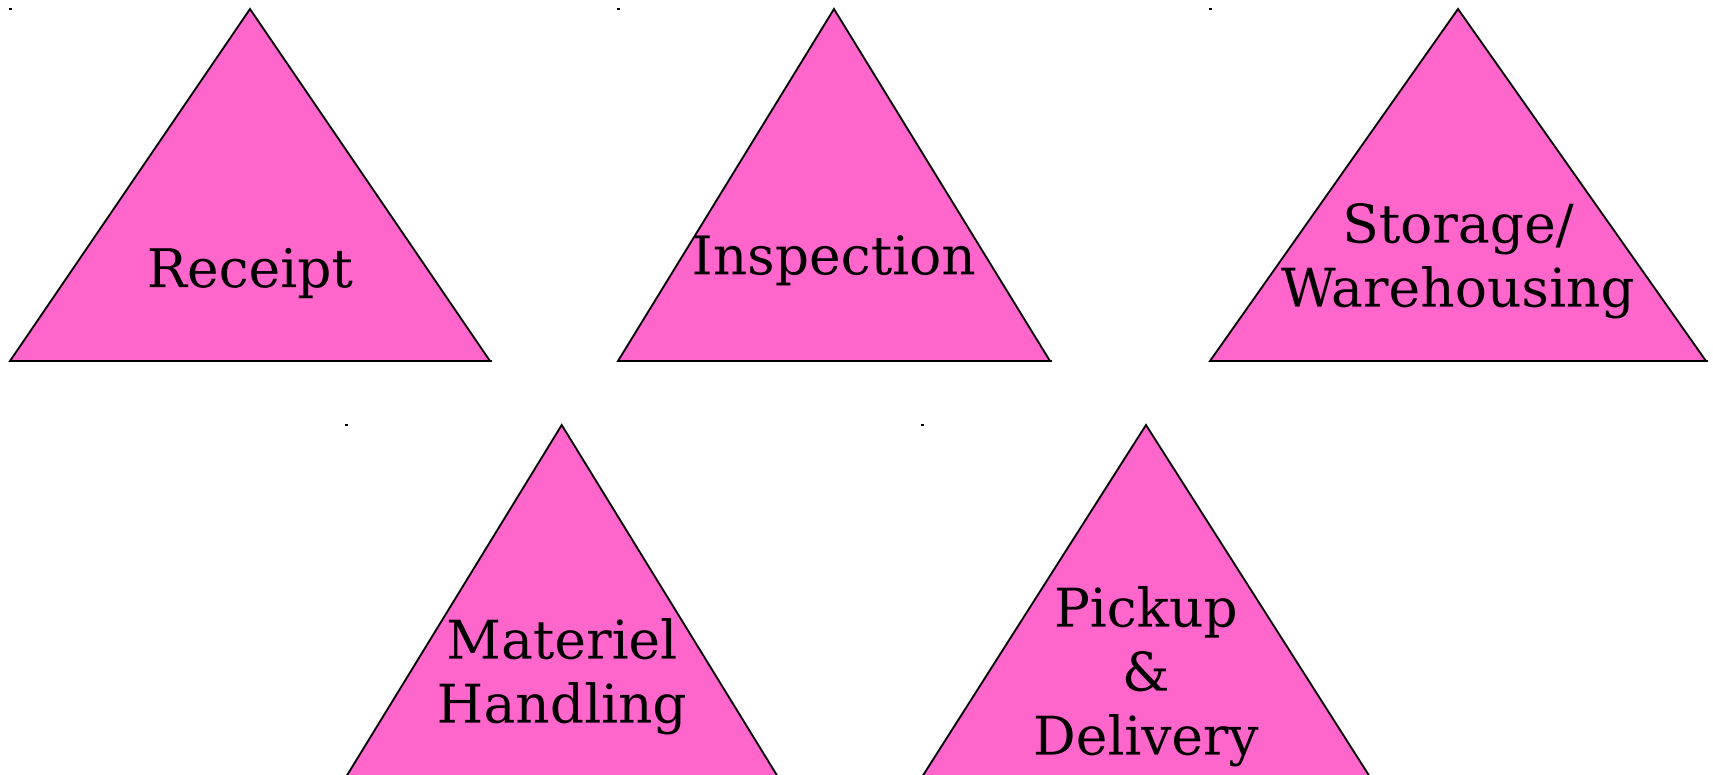 Receipt
Inspection
Storage/
Warehousing
Materiel
Handling
Pickup
&
Delivery